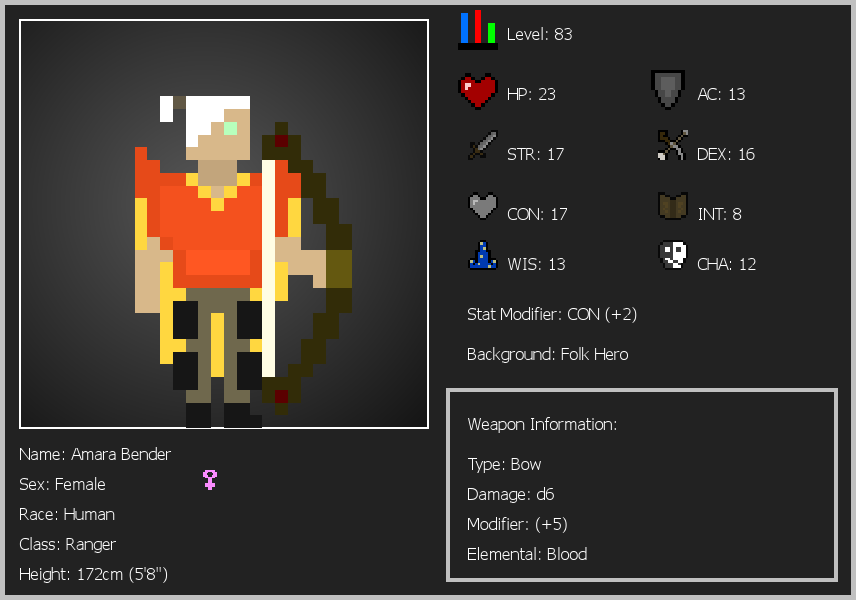 Level: 83
HP: 23
AC: 13
STR: 17
DEX: 16
CON: 17
INT: 8
WIS: 13
CHA: 12
Stat Modifier: CON (+2)
Background: Folk Hero
Weapon Information:
Type: Bow
Damage: d6
Modifier: (+5)
Elemental: Blood
Name: Amara Bender
Sex: Female
Race: Human
Class: Ranger
Height: 172cm (5'8")